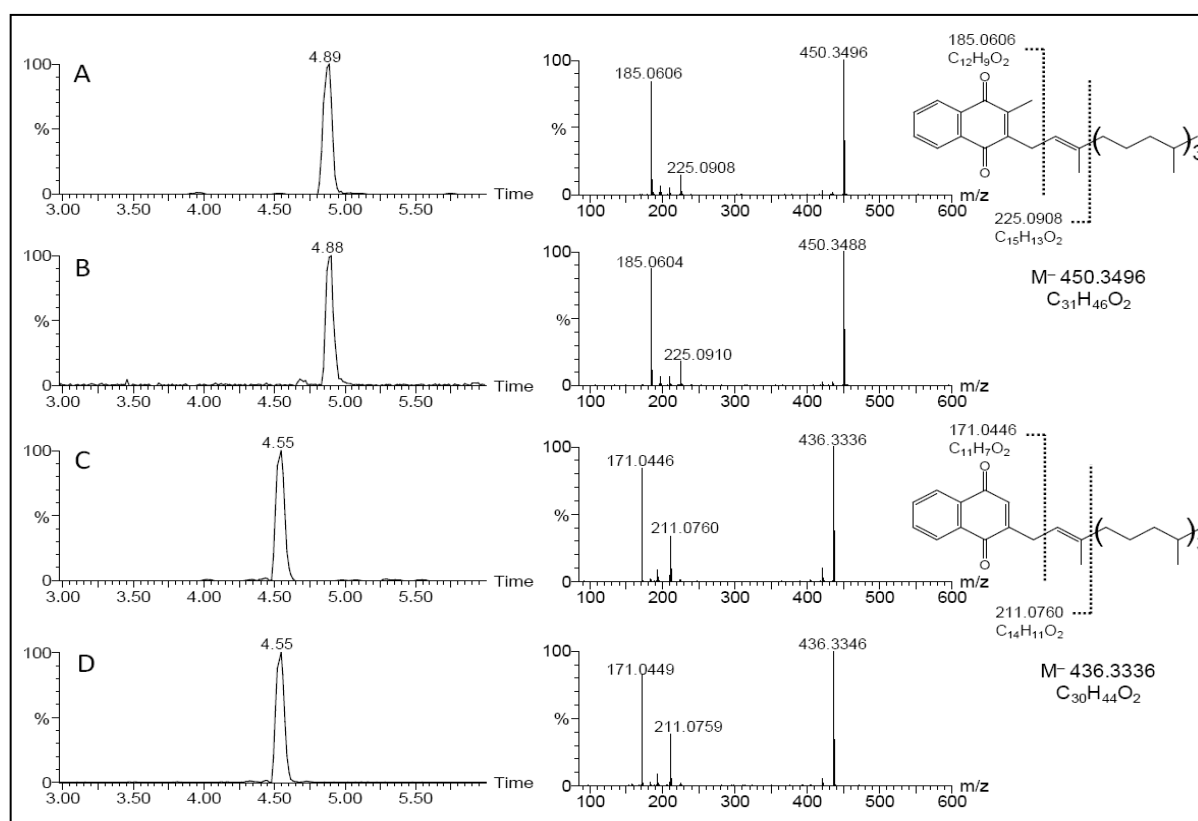 A
4.89
100
%
0
3.00 3.50 4.00 4.50 5.00 5.50
Time
450.3496
185.0606
225.0908
100
%
0
100 200 300 400 500 600
m/z
185.0606
C₁₂H₉O₂
O
O
( )₃
225.0908
C₁₅H₁₃O₂
M⁻ 450.3496
C₃₁H₄₆O₂
B
4.88
100
%
0
3.00 3.50 4.00 4.50 5.00 5.50
Time
450.3488
185.0604
225.0910
100
%
0
100 200 300 400 500 600
m/z
C
4.55
100
%
0
3.00 3.50 4.00 4.50 5.00 5.50
Time
436.3336
171.0446
211.0760
100
%
0
100 200 300 400 500 600
m/z
171.0446
C₁₁H₇O₂
O
O
( )
211.0760
C₁₄H₁₁O₂
M⁻ 436.3336
C₃₀H₄₄O₂
D
4.55
100
%
0
3.00 3.50 4.00 4.50 5.00 5.50
Time
436.3346
171.0449
211.0759
100
%
0
100 200 300 400 500 600
m/z